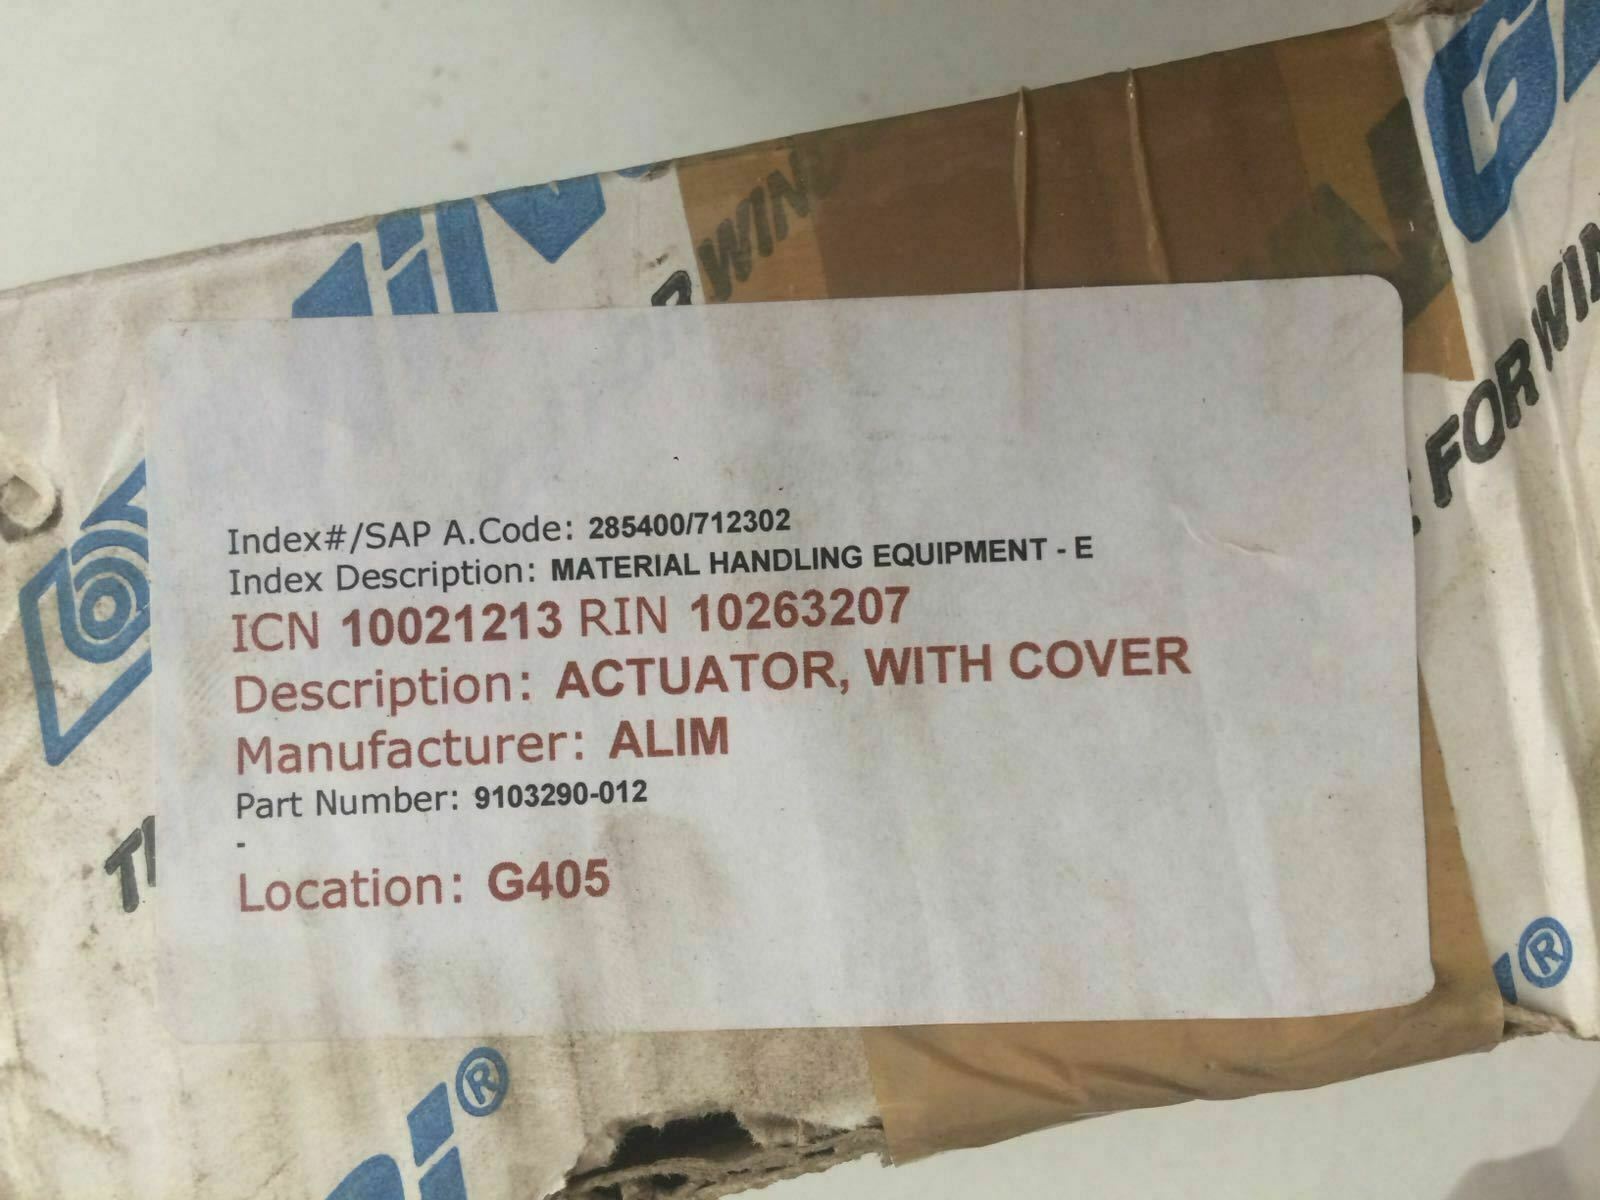 R WIND
FOR WIN
Index#/SAP A.Code: 285400/712302
Index Description: MATERIAL HANDLING EQUIPMENT - E
ICN 10021213 RIN 10263207
Description: ACTUATOR, WITH COVER
Manufacturer: ALIM
Part Number: 9103290-012
-
Location: G405
®
®